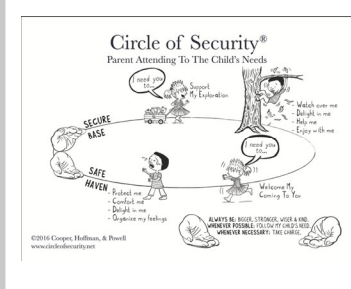 Circle of Security®
Parent Attending To The Child's Needs
I need you
to...
Support
My Exploration
• Watch over me
• Delight in me
• Help me
• Enjoy with me
SECURE
BASE
I need you
to...
SAFE
HAVEN
• Protect me
• Comfort me
• Delight in me
• Organize my feelings
Welcome My
Coming To You
©2016 Cooper, Hoffman, & Powell
www.circleofsecurity.net
ALWAYS BE: BIGGER, STRONGER, WISER & KIND.
WHENEVER POSSIBLE: FOLLOW MY CHILD'S NEED.
WHENEVER NECESSARY: TAKE CHARGE.